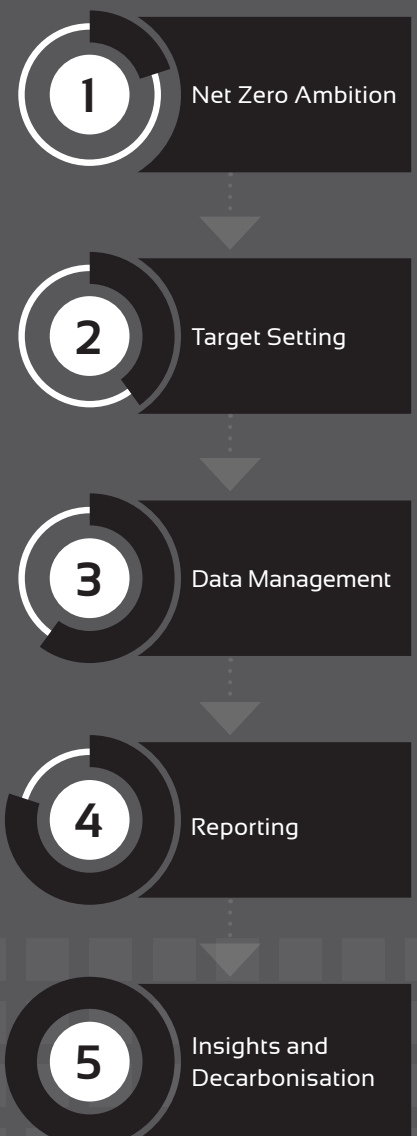 1
Net Zero Ambition
2
Target Setting
3
Data Management
4
Reporting
5
Insights and
Decarbonisation